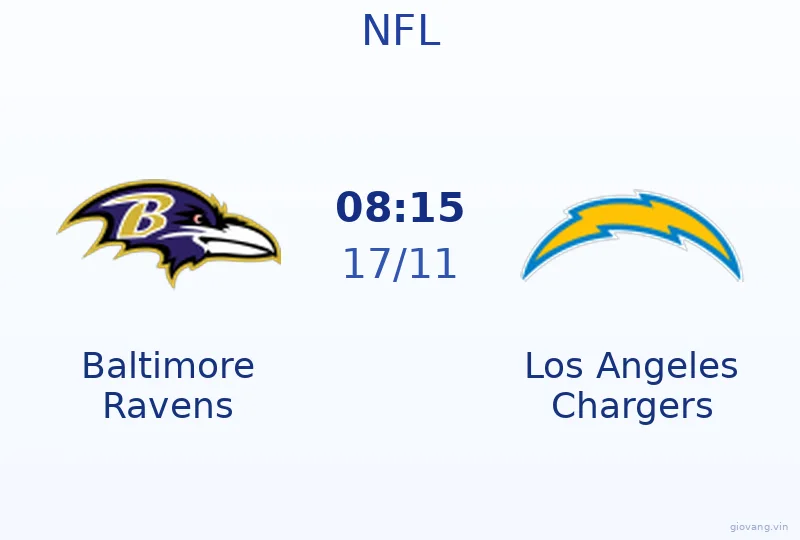 NFL
B
08:15
17/11
Baltimore
Ravens
Los Angeles
Chargers
giovang.vin